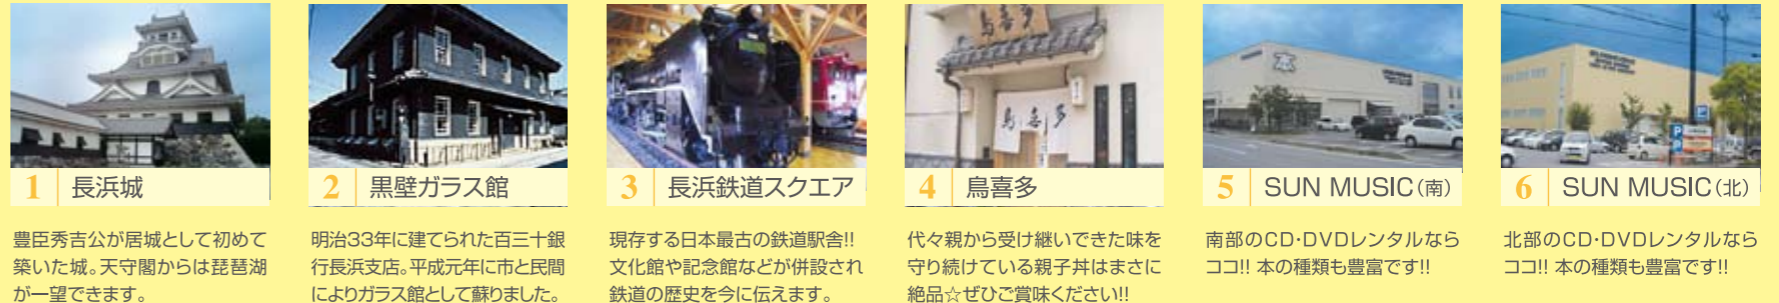 鳥喜多
鳥喜多
本
P
P
1 長浜城
豊臣秀吉公が居城として初めて
築いた城。天守閣からは琵琶湖
が一望できます。
2 黒壁ガラス館
明治33年に建てられた百三十銀
行長浜支店。平成元年に市と民間
によりガラス館として蘇りました。
3 長浜鉄道スクエア
現存する日本最古の鉄道駅舎!!
文化館や記念館などが併設され
鉄道の歴史を今に伝えます。
4 鳥喜多
代々親から受け継いできた味を
守り続けている親子丼はまさに
絶品☆ぜひご賞味ください!!
5 SUN MUSIC(南)
南部のCD・DVDレンタルなら
ココ!! 本の種類も豊富です!!
6 SUN MUSIC(北)
北部のCD・DVDレンタルなら
ココ!! 本の種類も豊富です!!